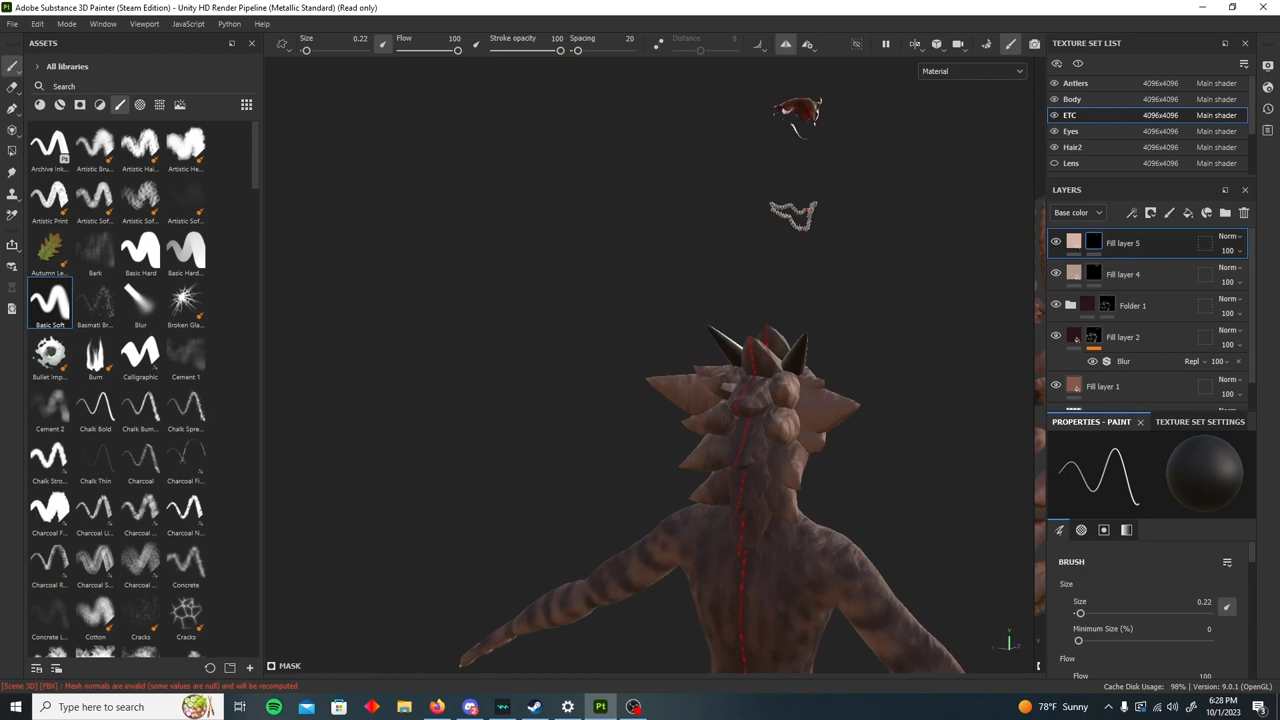 Adobe Substance 3D Painter (Steam Edition) - Unity HD Render Pipeline (Metallic Standard) (Read only)
File Edit Mode Window Viewport JavaScript Python Help
ASSETS
Size 0.22 Flow 100 Stroke opacity 100 Spacing 20 Distance 8
TEXTURE SET LIST
All libraries
Search
Material
Antlers 4096x4096 Main shader
Body 4096x4096 Main shader
ETC 4096x4096 Main shader
Eyes 4096x4096 Main shader
Hair2 4096x4096 Main shader
Lens 4096x4096 Main shader
Archive Ink... Artistic Bru... Artistic Hai... Artistic He...
Artistic Print Artistic Sof... Artistic Sof... Artistic Sof...
Autumn Le... Bark Basic Hard Basic Hard...
Basic Soft Basmati Br... Blur Broken Gla...
Bullet Imp... Burn Calligraphic Cement 1
Cement 2 Chalk Bold Chalk Bum... Chalk Spre...
Chalk Stro... Chalk Thin Charcoal Charcoal Fi...
Charcoal F... Charcoal Li... Charcoal ... Charcoal N...
Charcoal R... Charcoal S... Charcoal ... Concrete
Concrete L... Cotton Cracks Cracks
LAYERS
Base color
Fill layer 5 Norm 100
Fill layer 4 Norm 100
Folder 1 Norm 100
Fill layer 2 Norm 100
Blur Repl 100
Fill layer 1 Norm 100
PROPERTIES - PAINT TEXTURE SET SETTINGS
BRUSH
Size
Size 0.22
Minimum Size (%) 0
Flow
Flow 100
Y
X Z
MASK
[Scene 3D] [FBX] : Mesh normals are invalid (some values are null) and will be recomputed
Cache Disk Usage: 98% | Version: 9.0.1 (OpenGL)
Type here to search
78°F Sunny
6:28 PM
10/1/2023
3